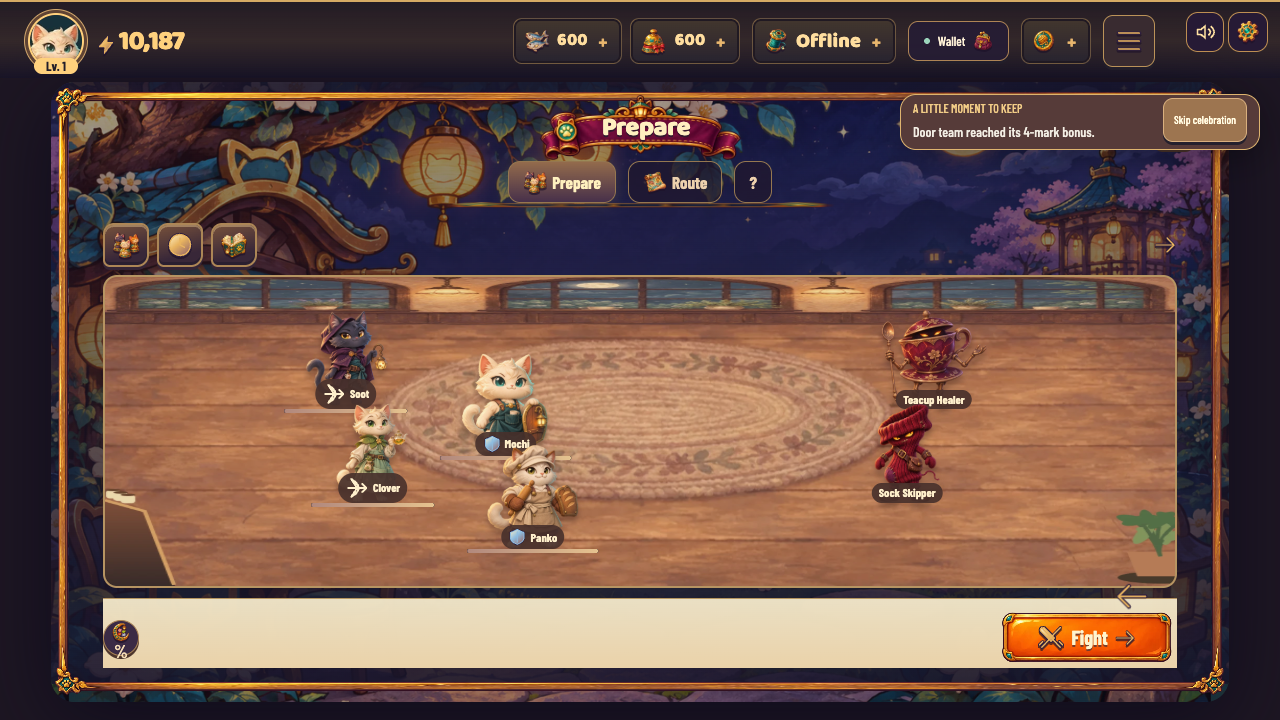 10,187
600 +
600 +
Offline +
Wallet
+
Lv. 1
A LITTLE MOMENT TO KEEP
Door team reached its 4-mark bonus.
Skip celebration
Prepare
Prepare
Route
?
Soot
Mochi
Teacup Healer
Clover
Sock Skipper
Panko
%
Fight